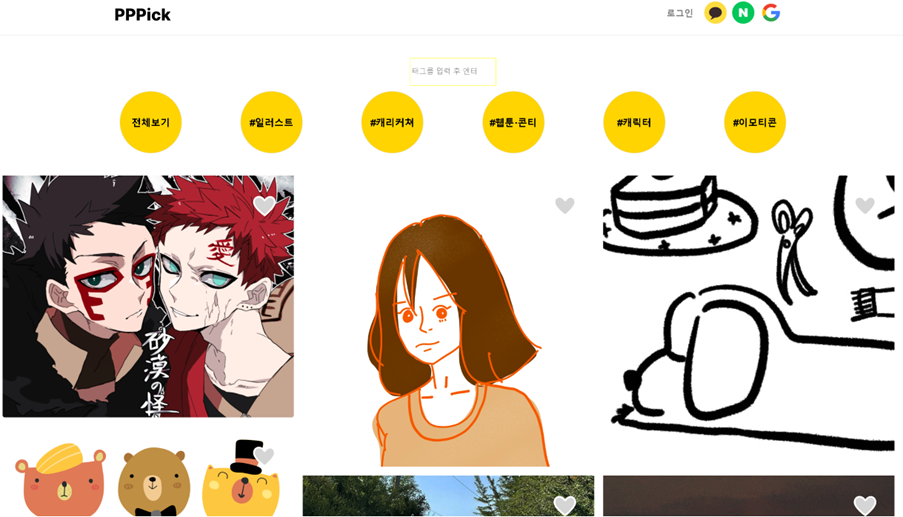 PPPick
로그인
N
태그를 입력 후 엔터
전체보기
#일러스트
#캐리커쳐
#웹툰·콘티
#캐릭터
#이모티콘
愛
砂漠の怪